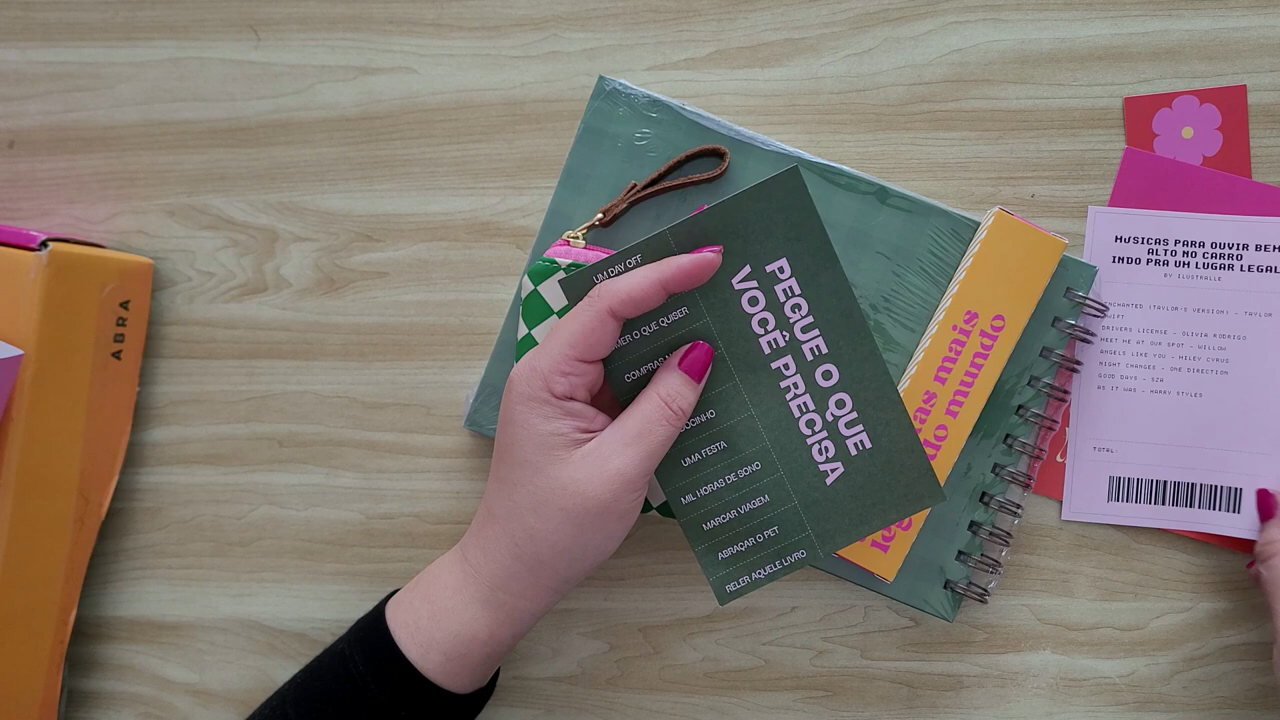 ABRA
PEGUE O QUE
VOCÊ PRECISA
UM DAY OFF
O QUE QUISER
COMPRAS
UMA FESTA
MIL HORAS DE SONO
MARCAR VIAGEM
ABRAÇAR O PET
RELER AQUELE LIVRO
mais
do mundo
MÚSICAS PARA OUVIR BEM
ALTO NO CARRO
INDO PRA UM LUGAR LEGAL
BY ILUSTRALLE
ENCHANTED (TAYLOR'S VERSION) - TAYLOR
SWIFT
DRIVERS LICENSE - OLIVIA RODRIGO
MEET ME AT OUR SPOT - WILLOW
ANGELS LIKE YOU - MILEY CYRUS
NIGHT CHANGES - ONE DIRECTION
GOOD DAYS - SZA
AS IT WAS - HARRY STYLES
TOTAL: